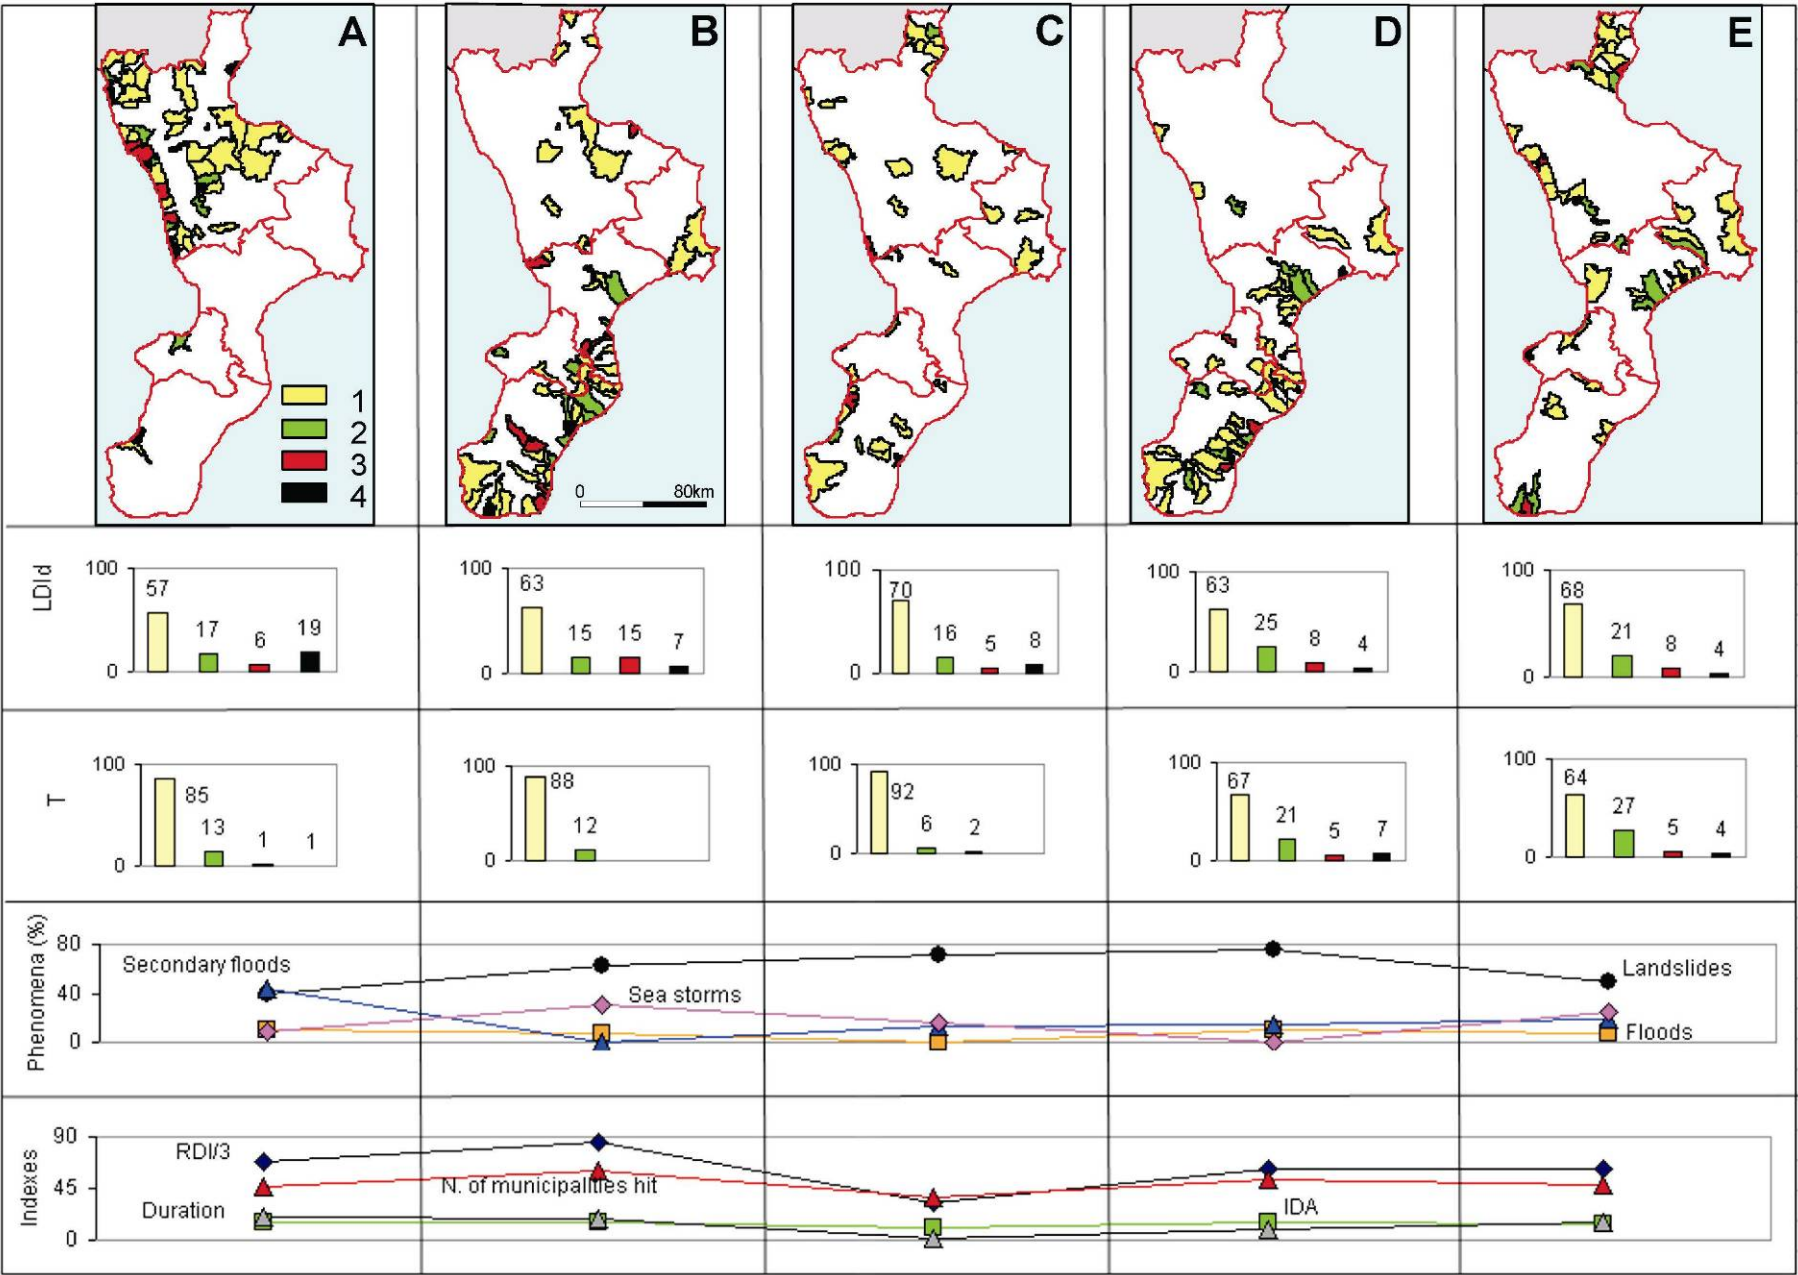 A B C D E
1
2
3
4
0 80km
LDId
100 57 17 6 19 0
100 63 15 15 7 0
100 70 16 5 8 0
100 63 25 8 4 0
100 68 21 8 4 0
T
100 85 13 1 1 0
100 88 12 0
100 92 6 2 0
100 67 21 5 7 0
100 64 27 5 4 0
Phenomena (%)
80
40
0
Secondary floods
Sea storms
Landslides
Floods
Indexes
90
45
0
RDI/3
N. of municipalities hit
Duration
IDA